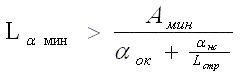 L α мин > A мин / (α ок + α нс / L стр)